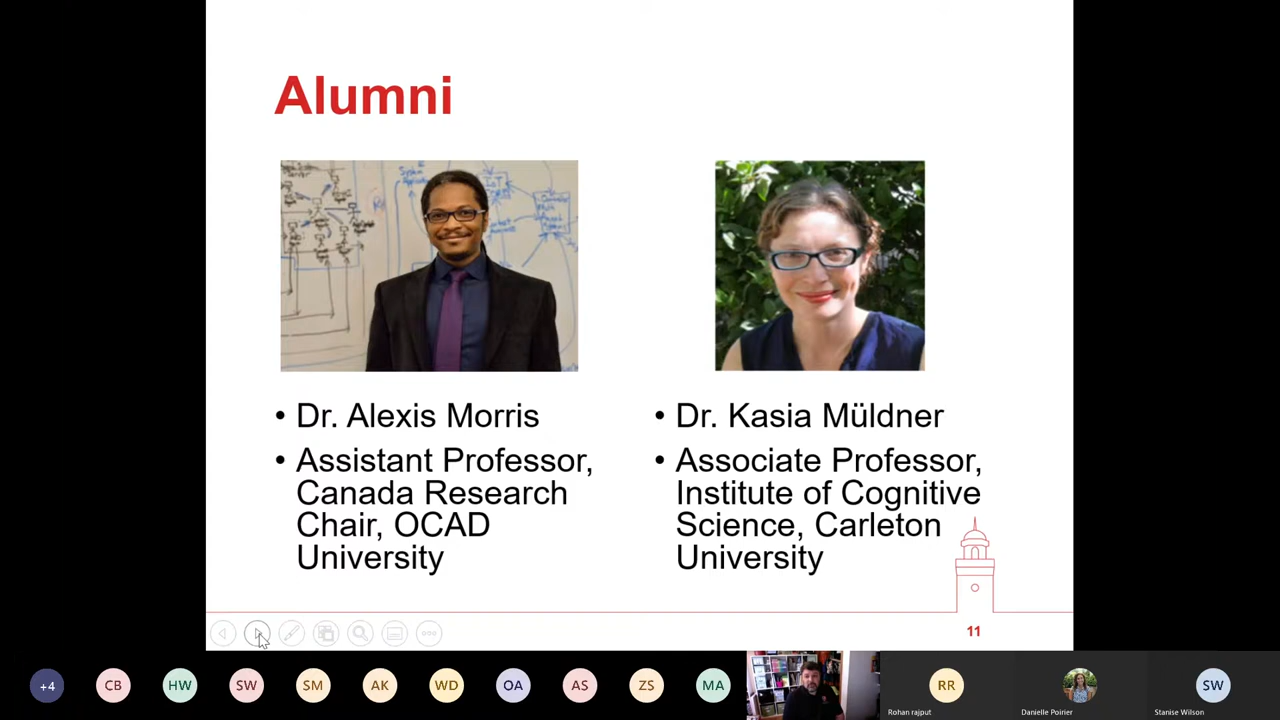 Alumni
• Dr. Alexis Morris
• Assistant Professor,
Canada Research
Chair, OCAD
University
• Dr. Kasia Müldner
• Associate Professor,
Institute of Cognitive
Science, Carleton
University
11
+4
CB
HW
SW
SM
AK
WD
OA
AS
ZS
MA
RR
Rohan rajput
Danielle Poirier
SW
Stanise Wilson